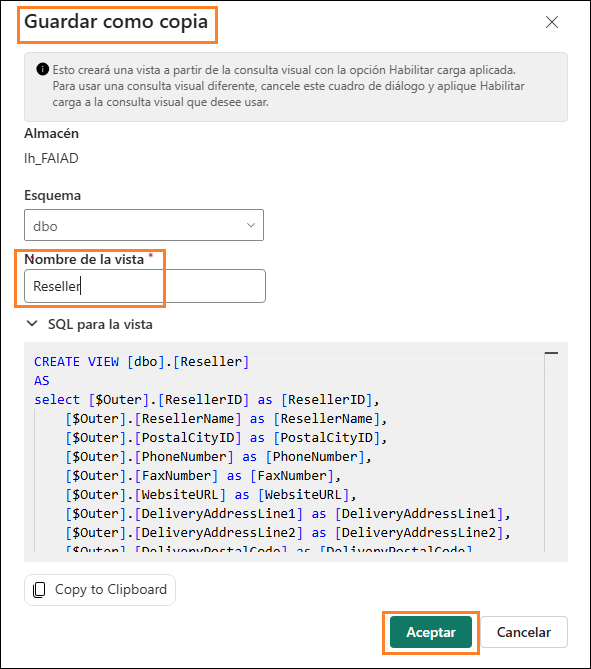 Guardar como copia
Esto creará una vista a partir de la consulta visual con la opción Habilitar carga aplicada.
Para usar una consulta visual diferente, cancele este cuadro de diálogo y aplique Habilitar
carga a la consulta visual que desee usar.
Almacén
lh_FAIAD
Esquema
dbo
Nombre de la vista *
Reseller
SQL para la vista
CREATE VIEW [dbo].[Reseller]
AS
select [$Outer].[ResellerID] as [ResellerID],
[$Outer].[ResellerName] as [ResellerName],
[$Outer].[PostalCityID] as [PostalCityID],
[$Outer].[PhoneNumber] as [PhoneNumber],
[$Outer].[FaxNumber] as [FaxNumber],
[$Outer].[WebsiteURL] as [WebsiteURL],
[$Outer].[DeliveryAddressLine1] as [DeliveryAddressLine1],
[$Outer].[DeliveryAddressLine2] as [DeliveryAddressLine2],
[$Outer].[DeliveryPostalCode] as [DeliveryPostalCode]
Copy to Clipboard
Aceptar
Cancelar